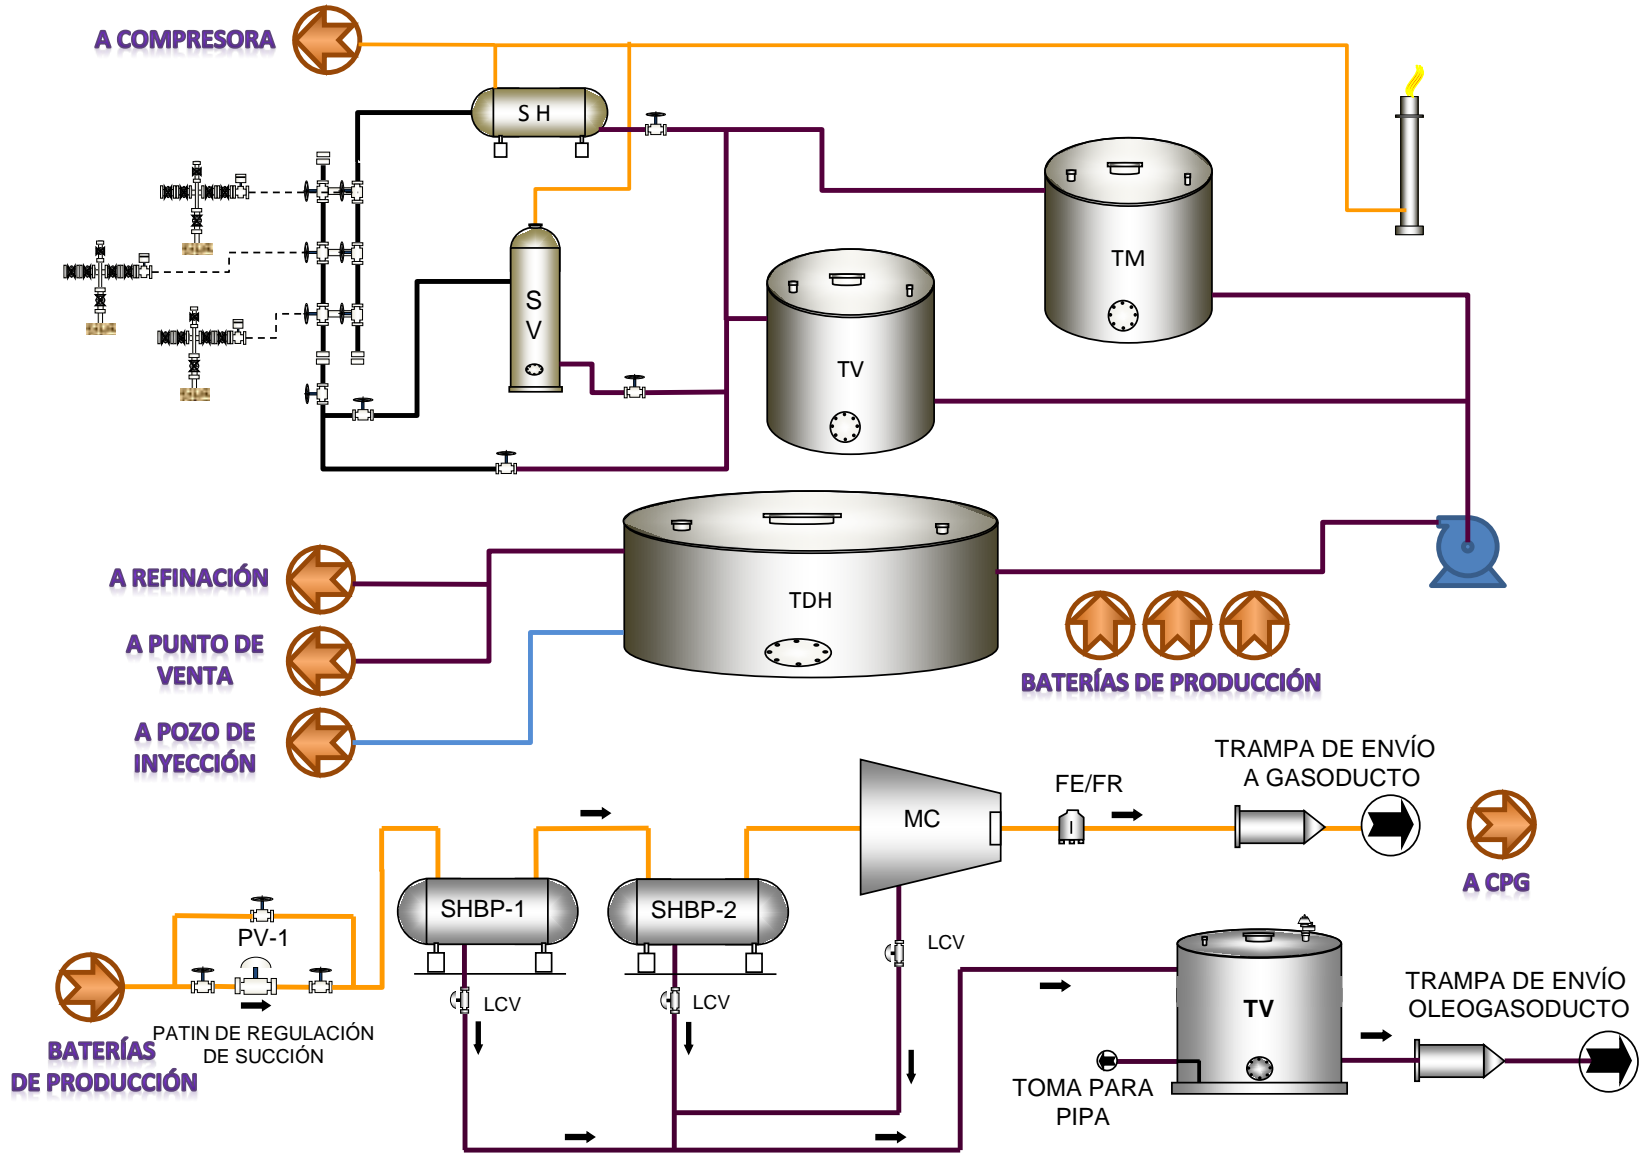 A COMPRESORA
S H
S
V
TM
TV
TDH
A REFINACIÓN
A PUNTO DE
VENTA
A POZO DE
INYECCIÓN
BATERÍAS DE PRODUCCIÓN
TRAMPA DE ENVÍO
A GASODUCTO
FE/FR
MC
I
A CPG
SHBP-1
SHBP-2
PV-1
LCV
LCV
LCV
PATIN DE REGULACIÓN
DE SUCCIÓN
BATERÍAS
DE PRODUCCIÓN
TV
TRAMPA DE ENVÍO
OLEOGASODUCTO
TOMA PARA
PIPA